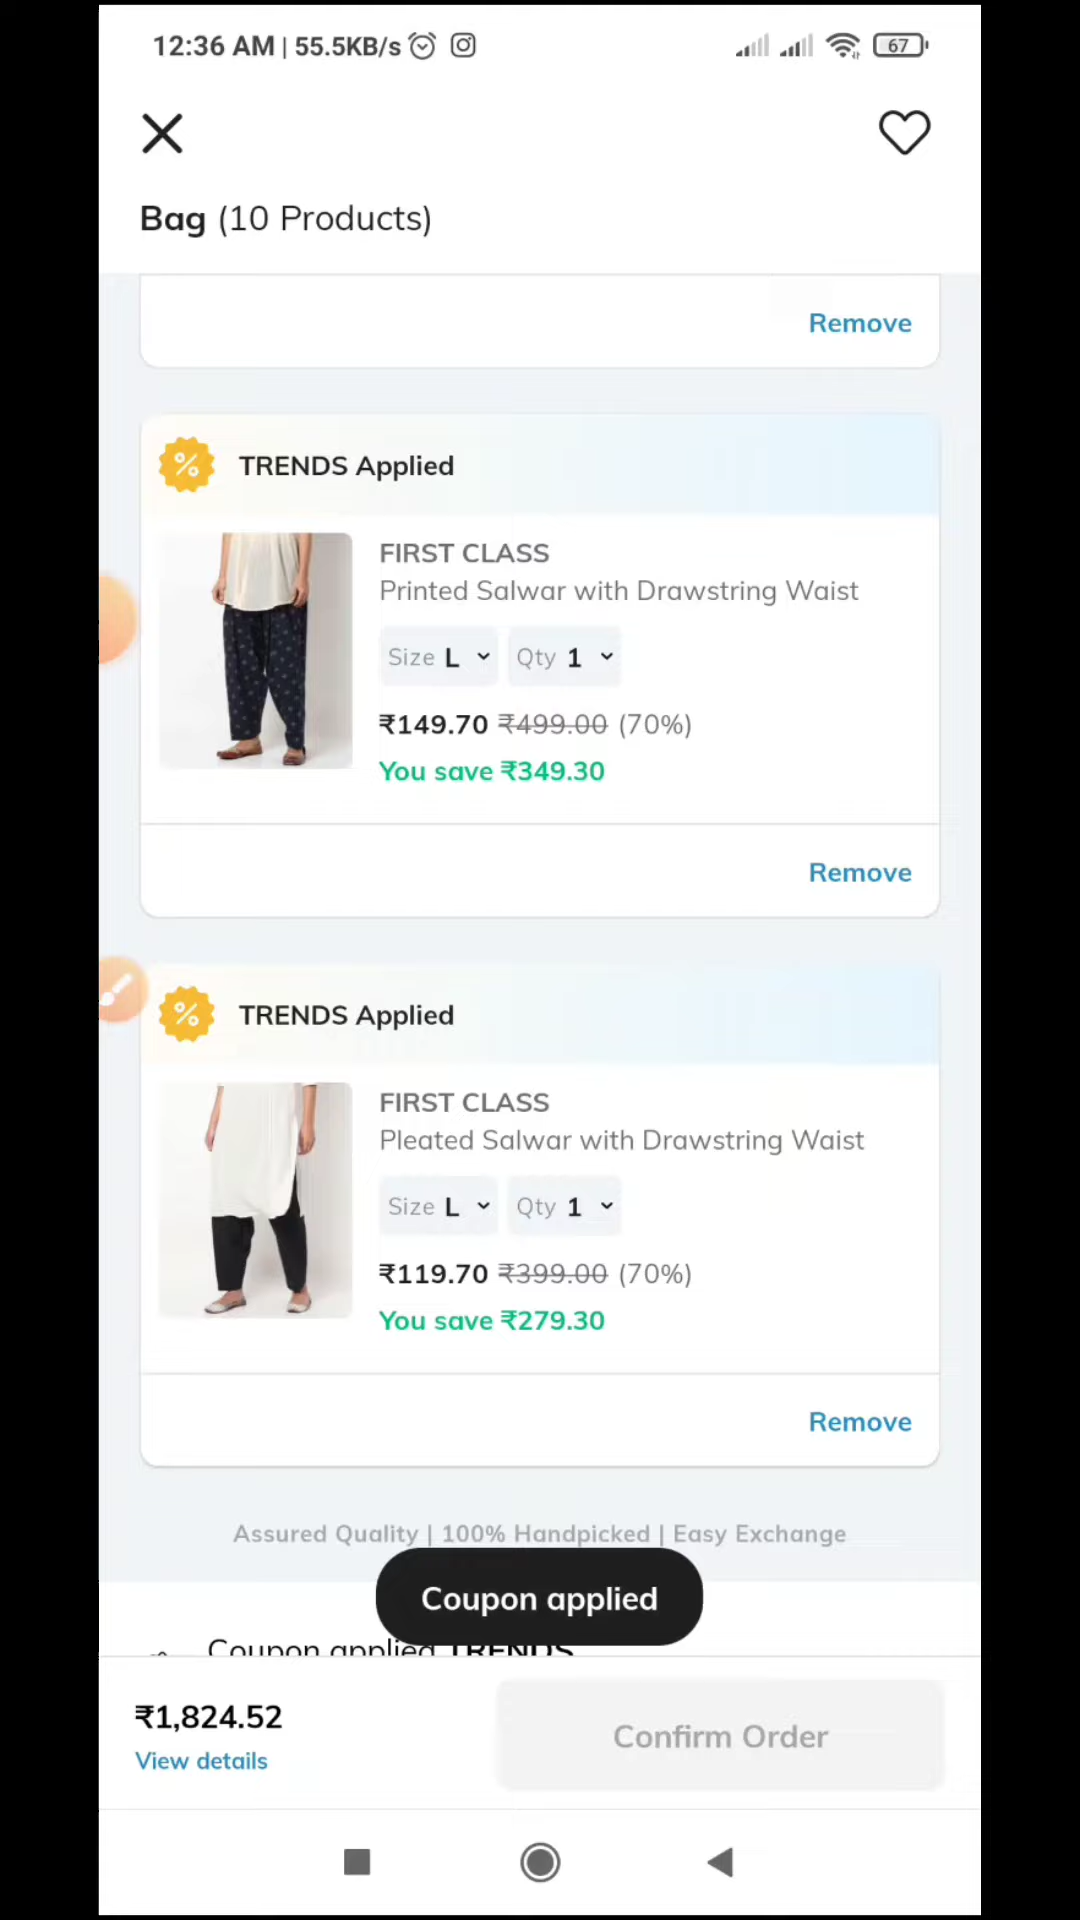 12:36 AM | 55.5KB/s
67
Bag (10 Products)
Remove
% TRENDS Applied
FIRST CLASS
Printed Salwar with Drawstring Waist
Size L Qty 1
₹149.70 ₹499.00 (70%)
You save ₹349.30
Remove
% TRENDS Applied
FIRST CLASS
Pleated Salwar with Drawstring Waist
Size L Qty 1
₹119.70 ₹399.00 (70%)
You save ₹279.30
Remove
Assured Quality | 100% Handpicked | Easy Exchange
Coupon applied
Coupon applied TRENDS
₹1,824.52
Confirm Order
View details